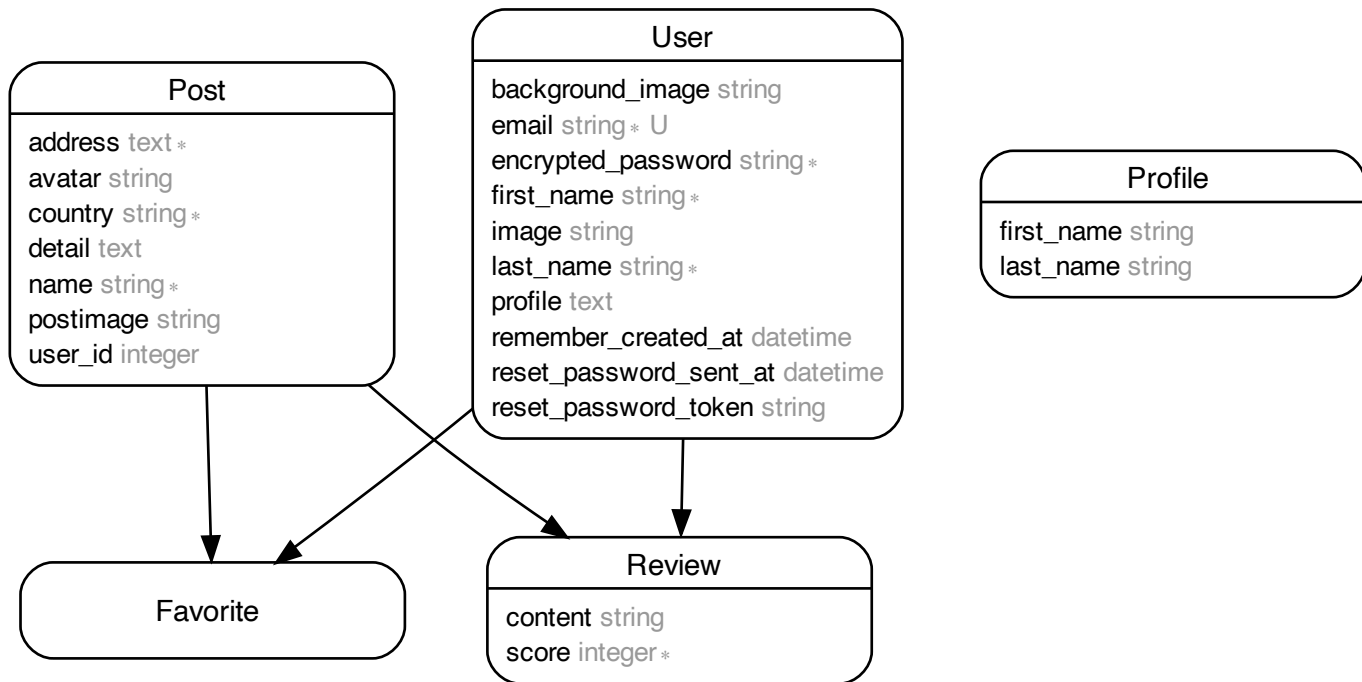 Post
address text *
avatar string
country string *
detail text
name string *
postimage string
user_id integer
User
background_image string
email string * U
encrypted_password string *
first_name string *
image string
last_name string *
profile text
remember_created_at datetime
reset_password_sent_at datetime
reset_password_token string
Profile
first_name string
last_name string
Favorite
Review
content string
score integer *